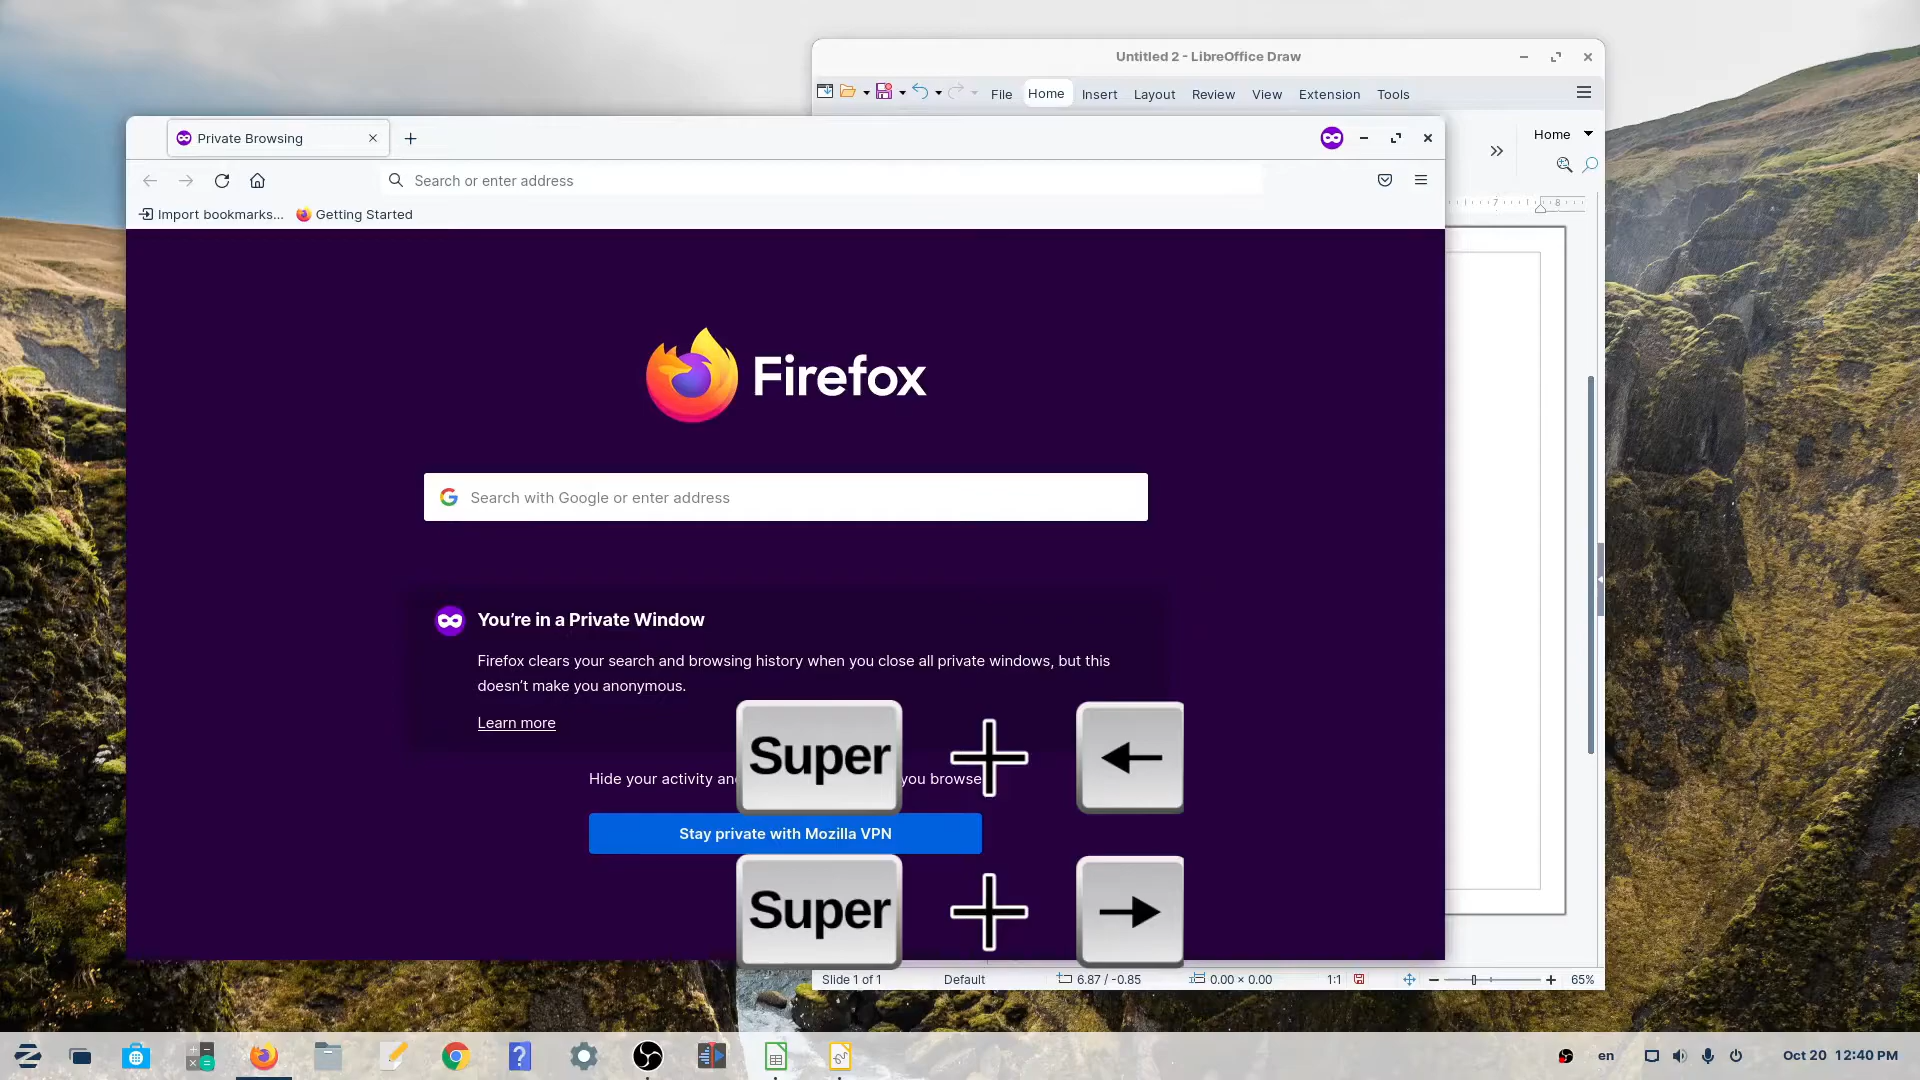 Untitled 2 - LibreOffice Draw
File Home Insert Layout Review View Extension Tools
Home
Private Browsing
Search or enter address
Import bookmarks... Getting Started
7 8
Firefox
Search with Google or enter address
You're in a Private Window
Firefox clears your search and browsing history when you close all private windows, but this
doesn't make you anonymous.
Learn more
Super
Hide your activity an you browse
Stay private with Mozilla VPN
Super
Slide 1 of 1 Default 6.87 / -0.85 0.00 × 0.00 1:1 65%
en Oct 20 12:40 PM